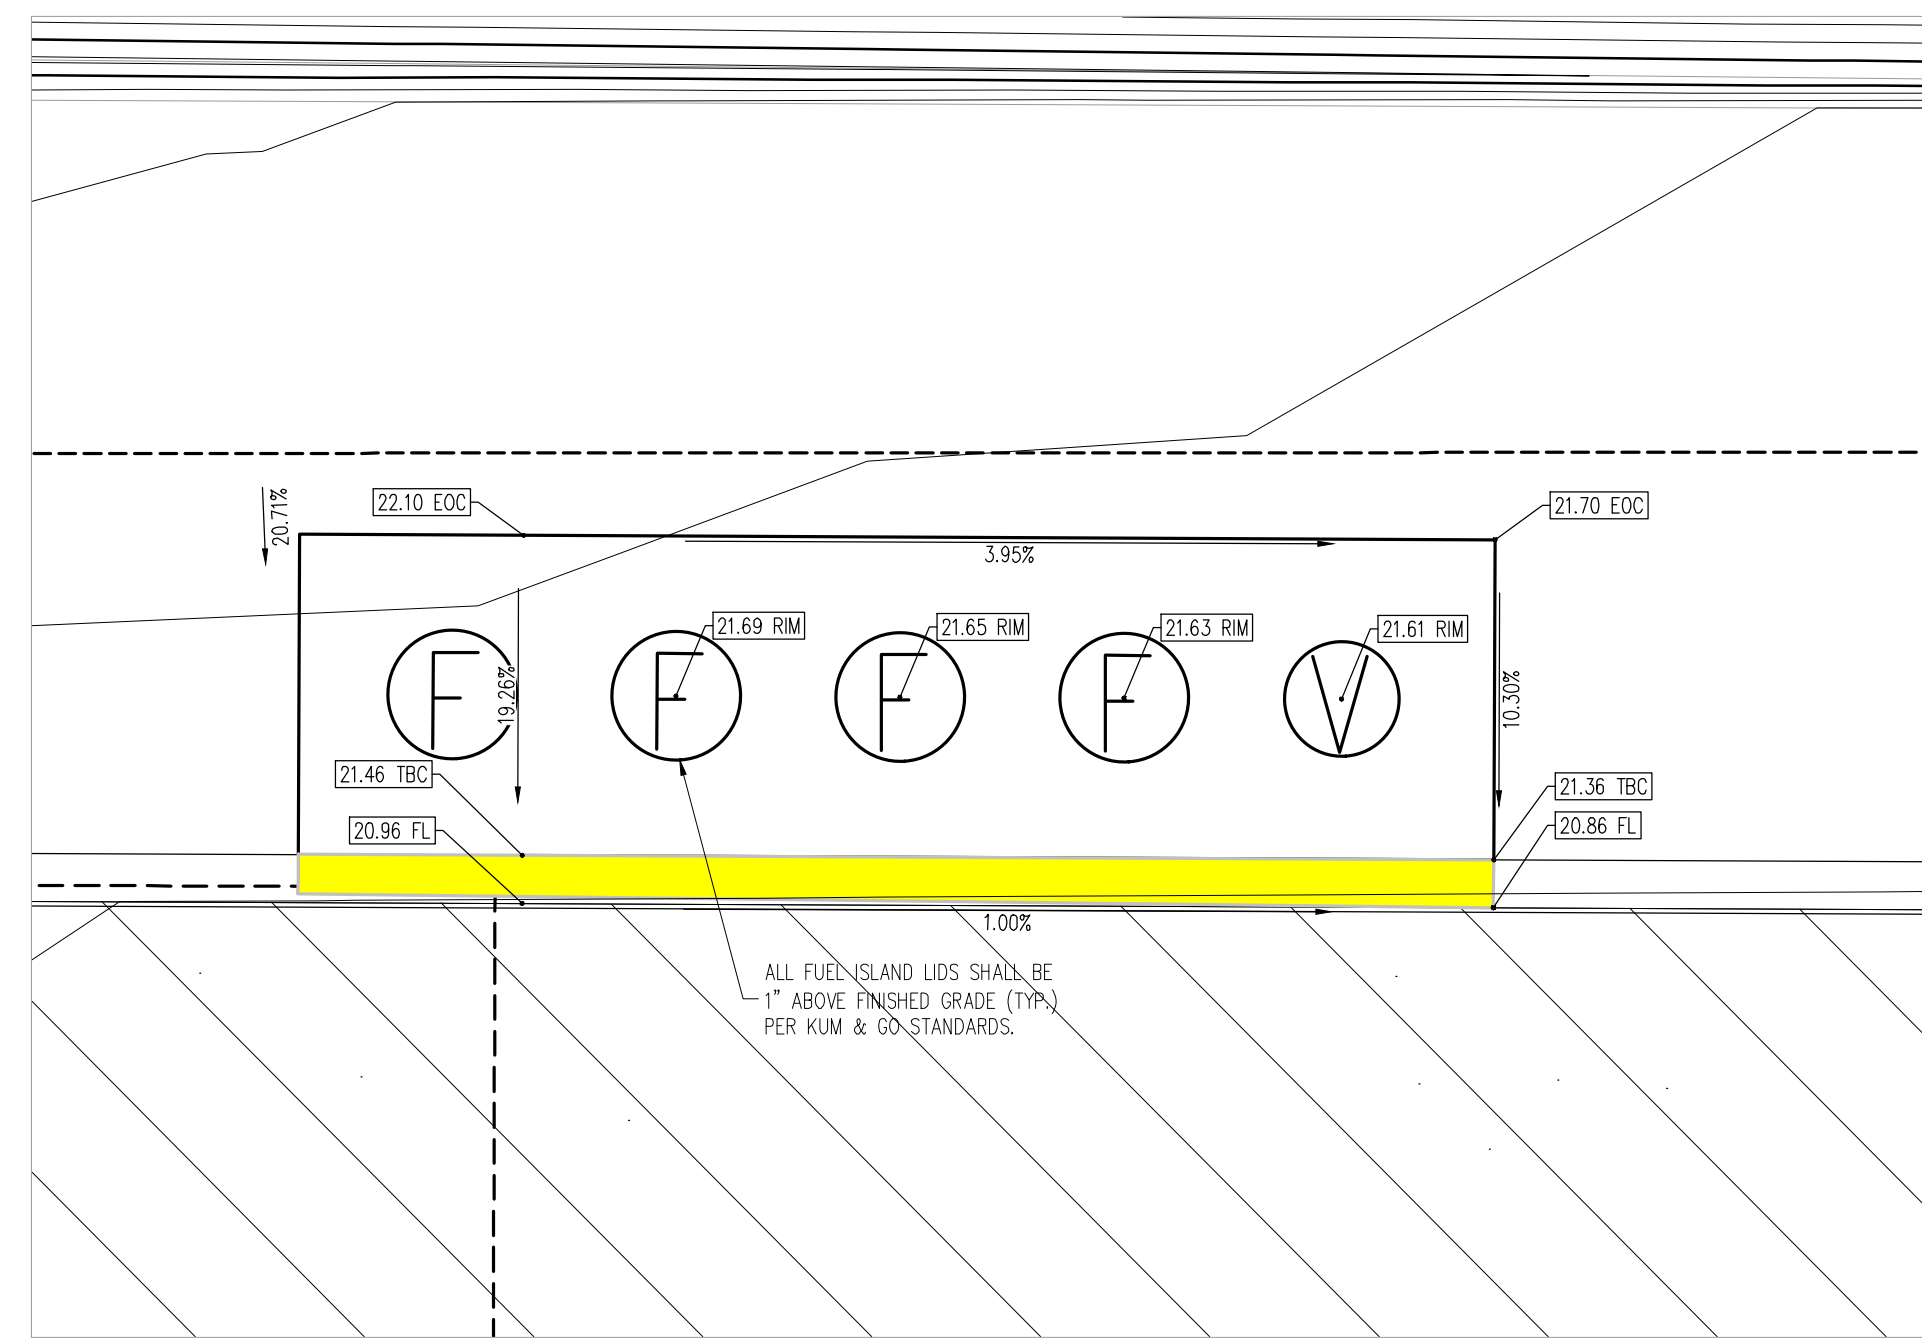 20.71%
22.10 EOC
21.70 EOC
3.95%
F
19.26%
F
21.69 RIM
F
21.65 RIM
F
21.63 RIM
V
21.61 RIM
10.30%
21.46 TBC
21.36 TBC
20.96 FL
20.86 FL
1.00%
ALL FUEL ISLAND LIDS SHALL BE
1" ABOVE FINISHED GRADE (TYP.)
PER KUM & GO STANDARDS.